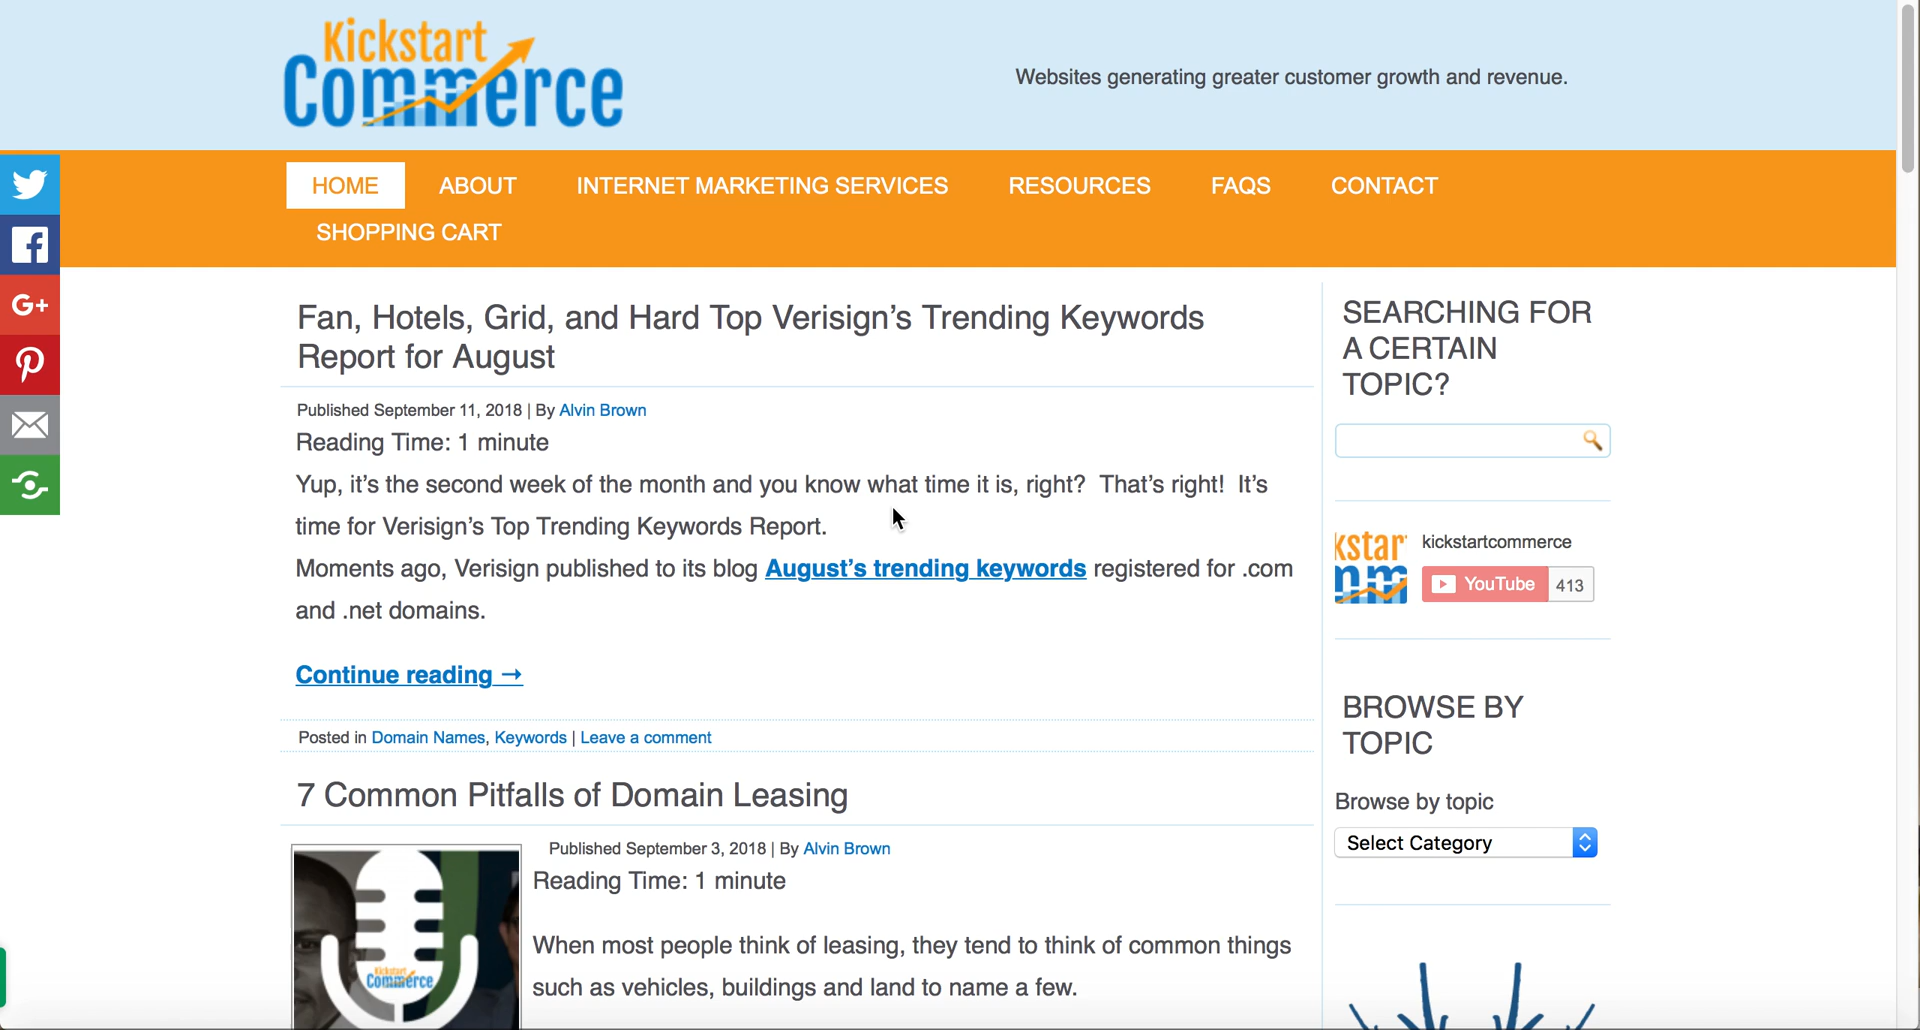 Kickstart
Commerce
Websites generating greater customer growth and revenue.
HOME ABOUT INTERNET MARKETING SERVICES RESOURCES FAQS CONTACT
SHOPPING CART
G+
Fan, Hotels, Grid, and Hard Top Verisign’s Trending Keywords
Report for August
Published September 11, 2018 | By Alvin Brown
Reading Time: 1 minute
Yup, it’s the second week of the month and you know what time it is, right?  That’s right!  It’s
time for Verisign’s Top Trending Keywords Report.
Moments ago, Verisign published to its blog August’s trending keywords registered for .com
and .net domains.
Continue reading →
Posted in Domain Names, Keywords | Leave a comment
7 Common Pitfalls of Domain Leasing
Published September 3, 2018 | By Alvin Brown
Reading Time: 1 minute
When most people think of leasing, they tend to think of common things
such as vehicles, buildings and land to name a few.
Kickstart
Commerce
SEARCHING FOR
A CERTAIN
TOPIC?
kickstartcommerce
YouTube 413
BROWSE BY
TOPIC
Browse by topic
Select Category